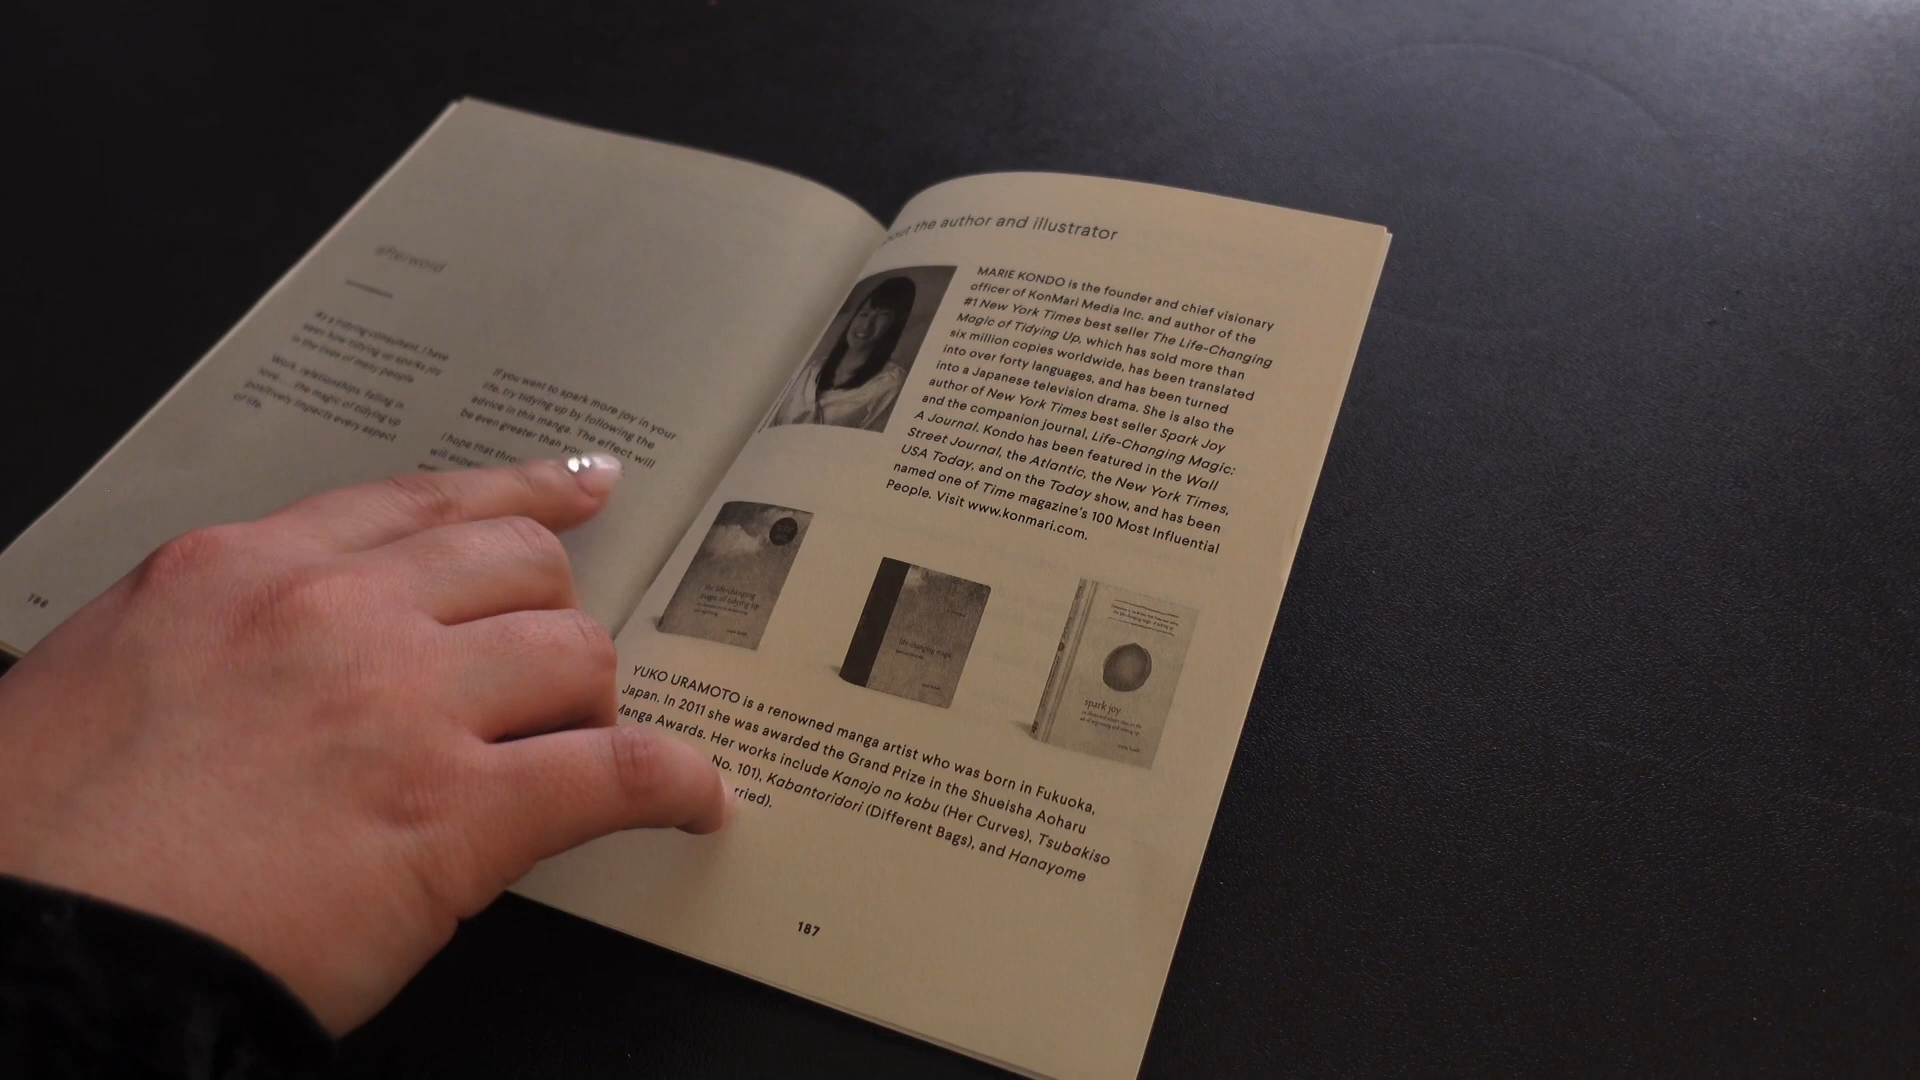 afterword
As a tidying consultant, I have
seen how tidying up sparks joy
in the lives of many people.
Work, relationships, falling in
love . . . the magic of tidying up
positively impacts every aspect
of life.
If you want to spark more joy in your
life, try tidying up by following the
advice in this manga. The effect will
be even greater than you
I hope that
will
186
the author and illustrator
MARIE KONDO is the founder and chief visionary
officer of KonMari Media Inc. and author of the
#1 New York Times best seller The Life-Changing
Magic of Tidying Up, which has sold more than
six million copies worldwide, has been translated
into over forty languages, and has been turned
into a Japanese television drama. She is also the
author of New York Times best seller Spark Joy
and the companion journal, Life-Changing Magic:
A Journal. Kondo has been featured in the Wall
Street Journal, the Atlantic, the New York Times,
USA Today, and on the Today show, and has been
named one of Time magazine's 100 Most Influential
People. Visit www.konmari.com.
the life-changing
magic of tidying up
life-changing magic
spark joy
YUKO URAMOTO is a renowned manga artist who was born in Fukuoka,
Japan. In 2011 she was awarded the Grand Prize in the Shueisha Aoharu
Manga Awards. Her works include Kanojo no kabu (Her Curves), Tsubakiso
No. 101), Kabantoridori (Different Bags), and Hanayome
rried).
187